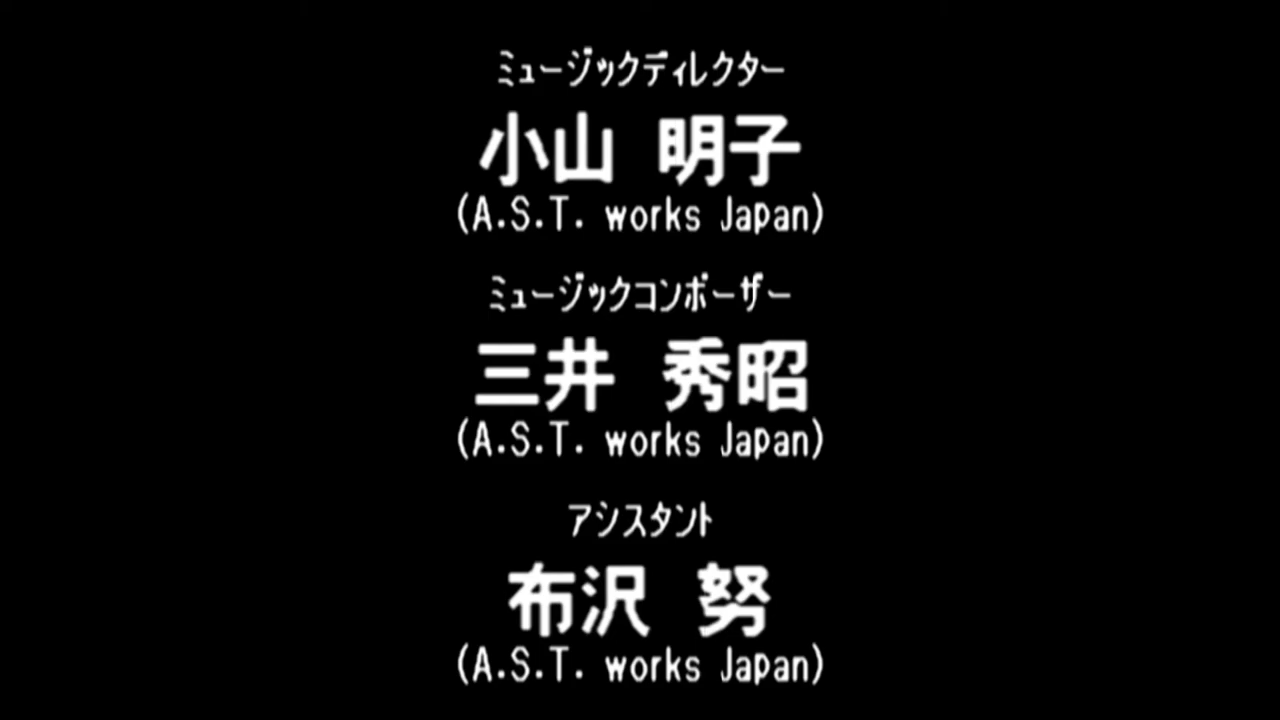 ミュージックディレクター
小山 明子
(A.S.T. works Japan)
ミュージックコンポーザー
三井 秀昭
(A.S.T. works Japan)
アシスタント
布沢 努
(A.S.T. works Japan)